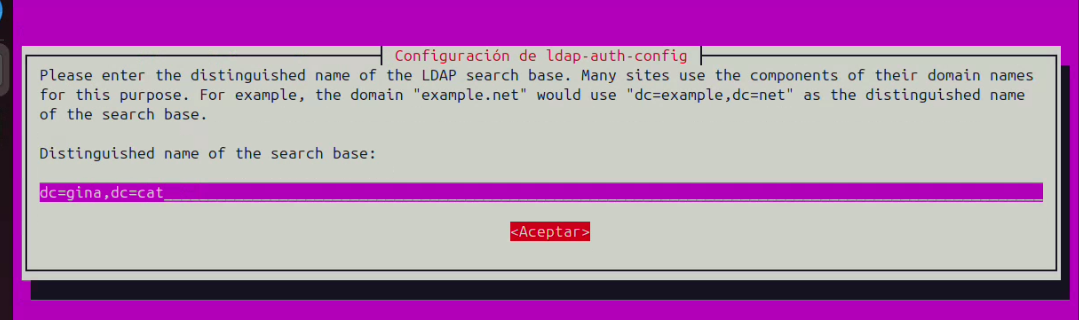 Configuración de ldap-auth-config
Please enter the distinguished name of the LDAP search base. Many sites use the components of their domain names
for this purpose. For example, the domain "example.net" would use "dc=example,dc=net" as the distinguished name
of the search base.
Distinguished name of the search base:
dc=gina,dc=cat
<Aceptar>